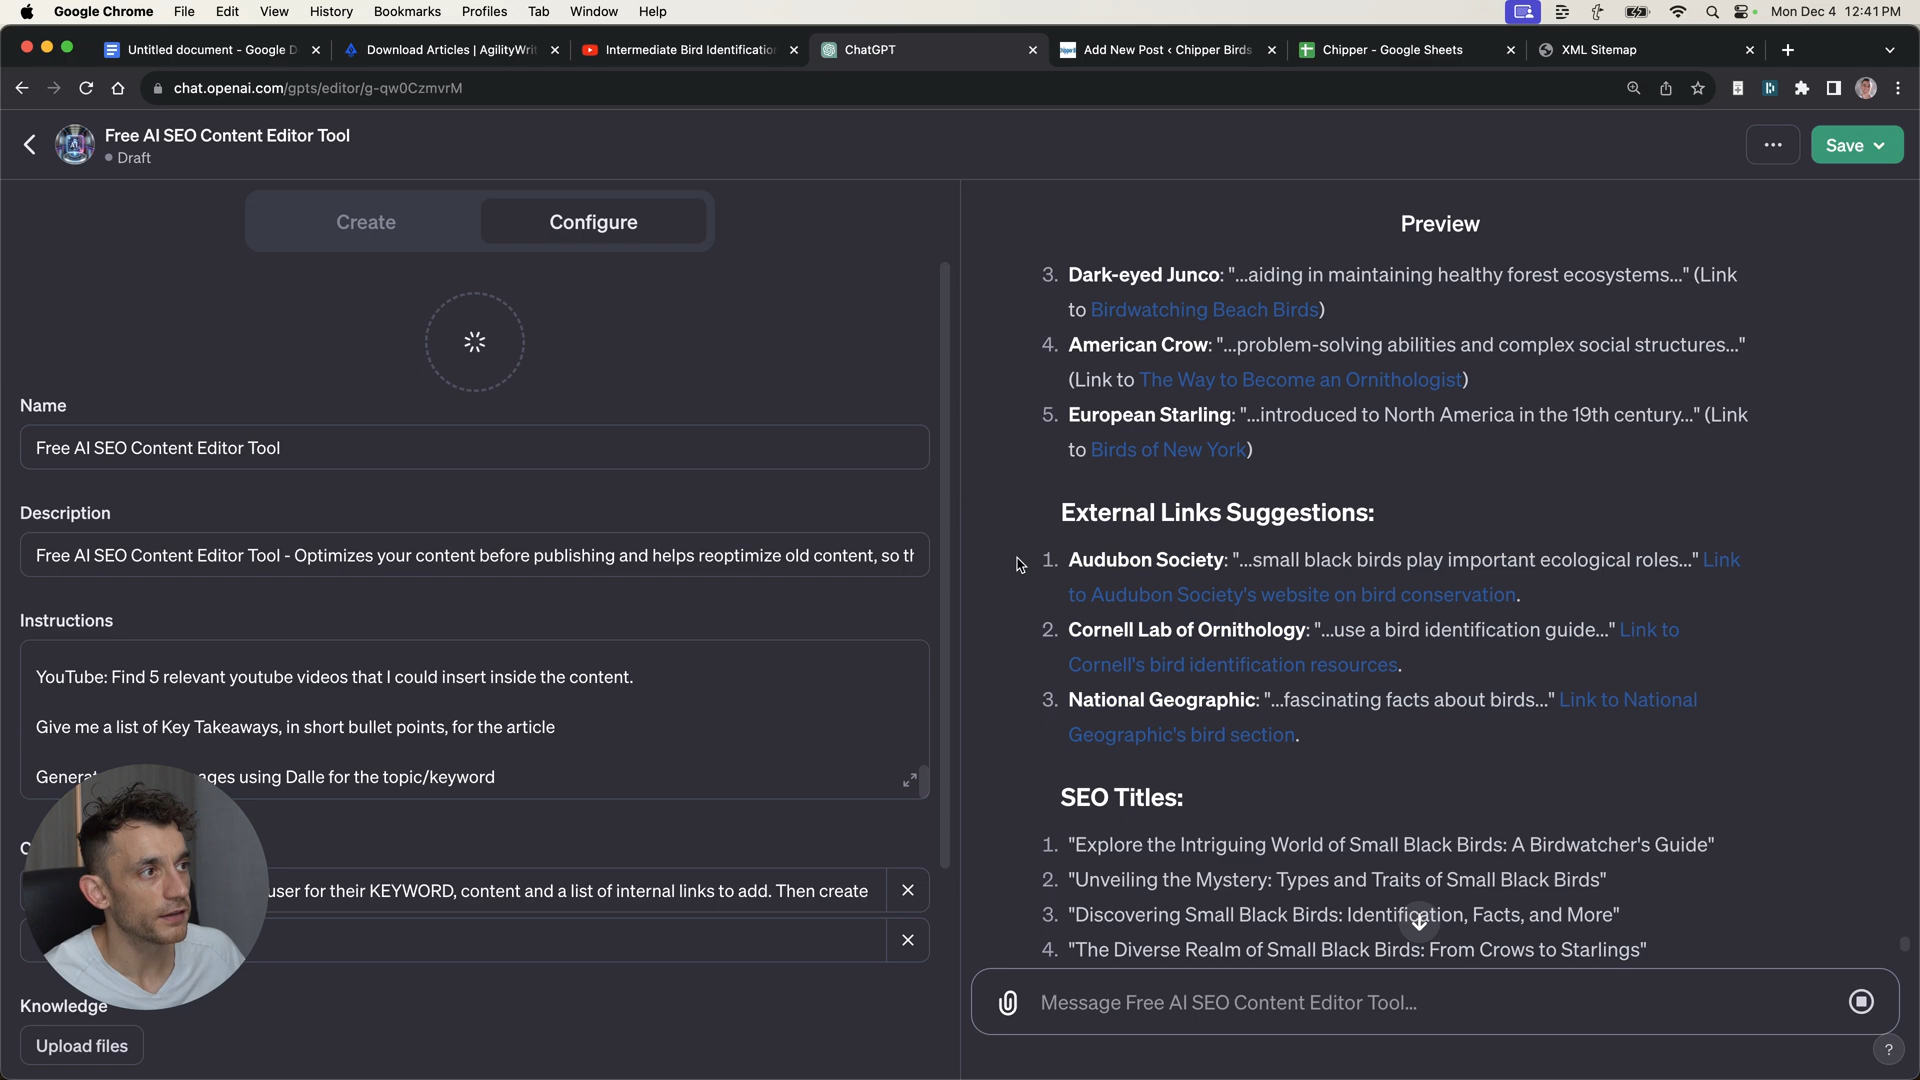 Google Chrome File Edit View History Bookmarks Profiles Tab Window Help Mon Dec 4 12:41 PM
Untitled document - Google D Download Articles | AgilityWrit Intermediate Bird Identification ChatGPT Add New Post ‹ Chipper Birds Chipper - Google Sheets XML Sitemap
chat.openai.com/gpts/editor/g-qw0CzmvrM
Free AI SEO Content Editor Tool
Draft
Save
Create Configure
Name
Free AI SEO Content Editor Tool
Description
Free AI SEO Content Editor Tool - Optimizes your content before publishing and helps reoptimize old content, so th
Instructions
YouTube: Find 5 relevant youtube videos that I could insert inside the content.
Give me a list of Key Takeaways, in short bullet points, for the article
using Dalle for the topic/keyword
user for their KEYWORD, content and a list of internal links to add. Then create
Knowledge
Upload files
Preview
3. Dark-eyed Junco: "...aiding in maintaining healthy forest ecosystems..." (Link
to Birdwatching Beach Birds)
4. American Crow: "...problem-solving abilities and complex social structures..."
(Link to The Way to Become an Ornithologist)
5. European Starling: "...introduced to North America in the 19th century..." (Link
to Birds of New York)
External Links Suggestions:
1. Audubon Society: "...small black birds play important ecological roles..." Link
to Audubon Society's website on bird conservation.
2. Cornell Lab of Ornithology: "...use a bird identification guide..." Link to
Cornell's bird identification resources.
3. National Geographic: "...fascinating facts about birds..." Link to National
Geographic's bird section.
SEO Titles:
1. "Explore the Intriguing World of Small Black Birds: A Birdwatcher's Guide"
2. "Unveiling the Mystery: Types and Traits of Small Black Birds"
3. "Discovering Small Black Birds: Identification, Facts, and More"
4. "The Diverse Realm of Small Black Birds: From Crows to Starlings"
Message Free AI SEO Content Editor Tool...
?